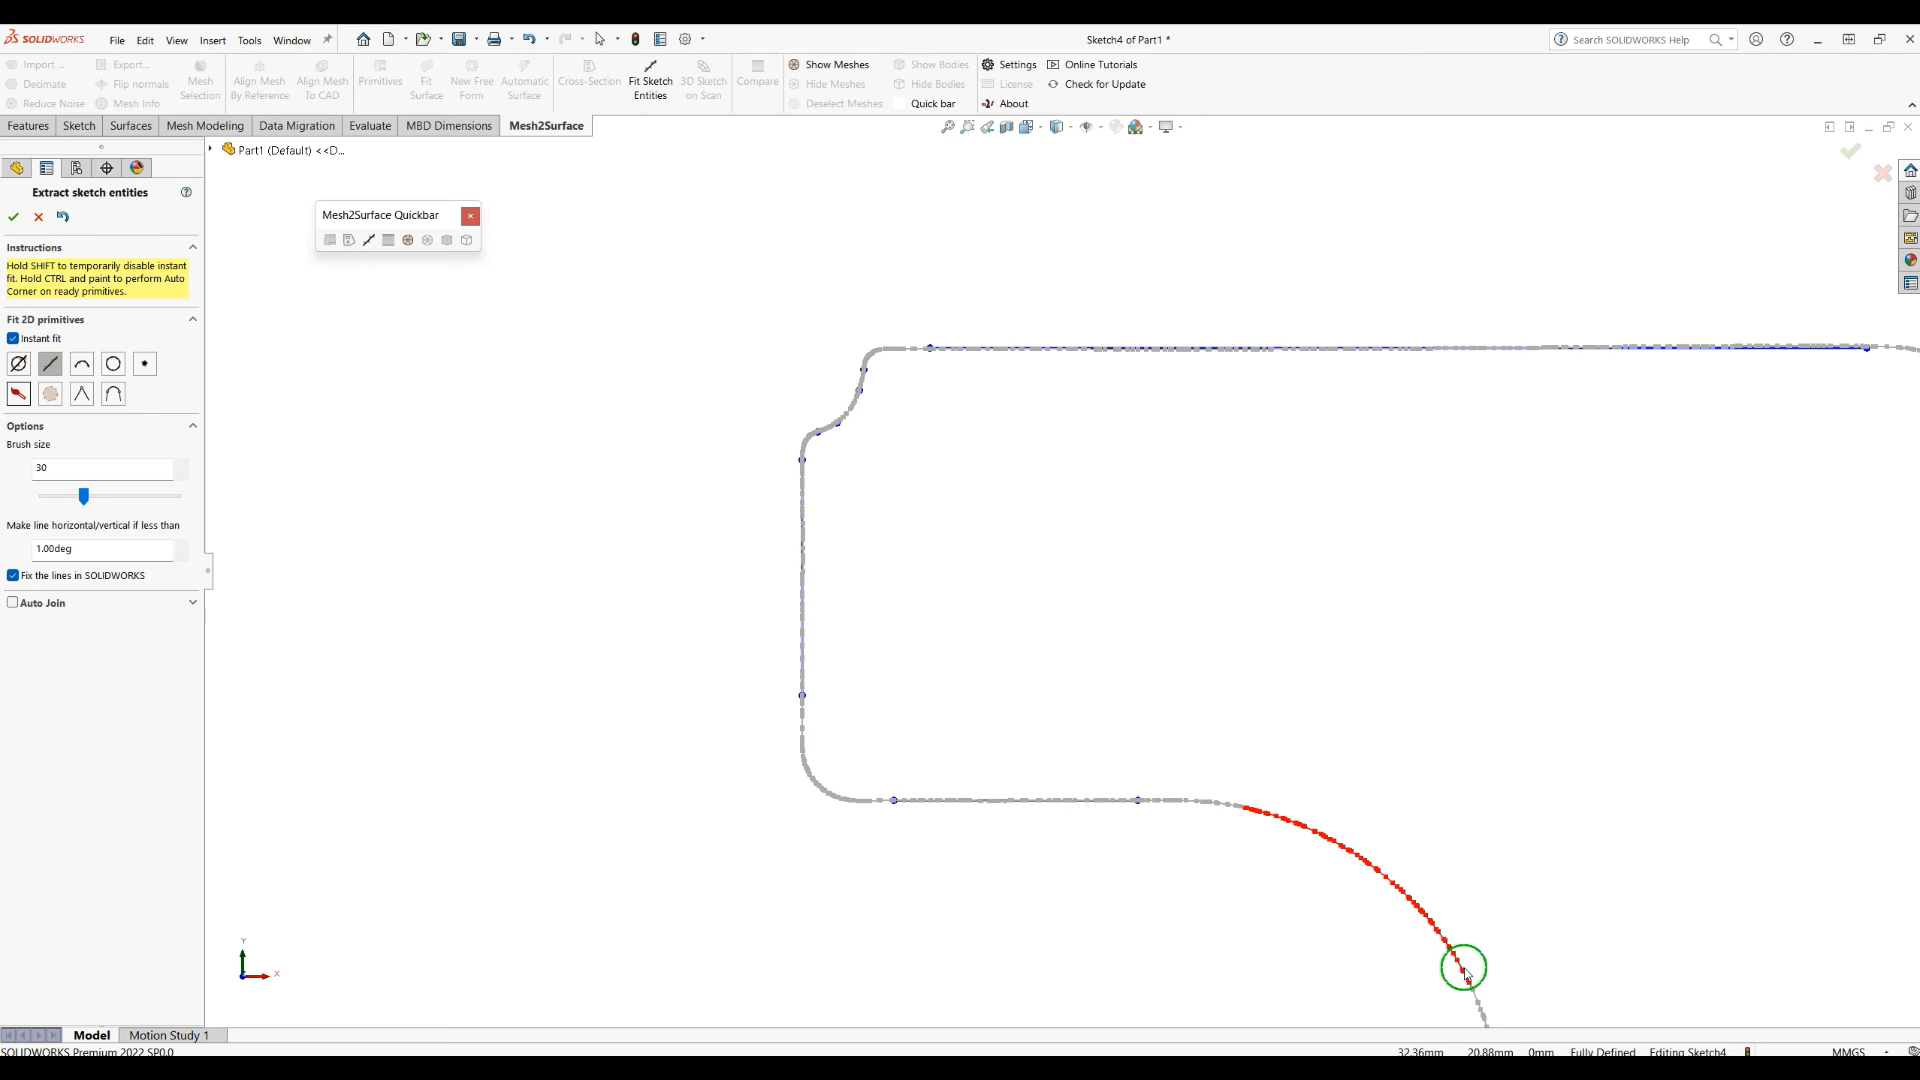 SOLIDWORKS File Edit View Insert Tools Window
Sketch4 of Part1 *
Search SOLIDWORKS Help
Import ...
Decimate
Reduce Noise
Export...
Flip normals
Mesh Info
Mesh
Selection
Align Mesh
By Reference
Align Mesh
To CAD
Primitives
Fit
Surface
New Free
Form
Automatic
Surface
Cross-Section
Fit Sketch
Entities
3D Sketch
on Scan
Compare
Show Meshes
Hide Meshes
Deselect Meshes
Show Bodies
Hide Bodies
Quick bar
Settings
License
About
Online Tutorials
Check for Update
Features Sketch Surfaces Mesh Modeling Data Migration Evaluate MBD Dimensions Mesh2Surface
Part1 (Default) <<D...
Extract sketch entities
Instructions
Hold SHIFT to temporarily disable instant
fit. Hold CTRL and paint to perform Auto
Corner on ready primitives.
Fit 2D primitives
Instant fit
Options
Brush size
30
Make line horizontal/vertical if less than
1.00deg
Fix the lines in SOLIDWORKS
Auto Join
Mesh2Surface Quickbar
Y
X
Model Motion Study 1
SOLIDWORKS Premium 2022 SP0.0
32.36mm 20.88mm 0mm Fully Defined Editing Sketch4 MMGS